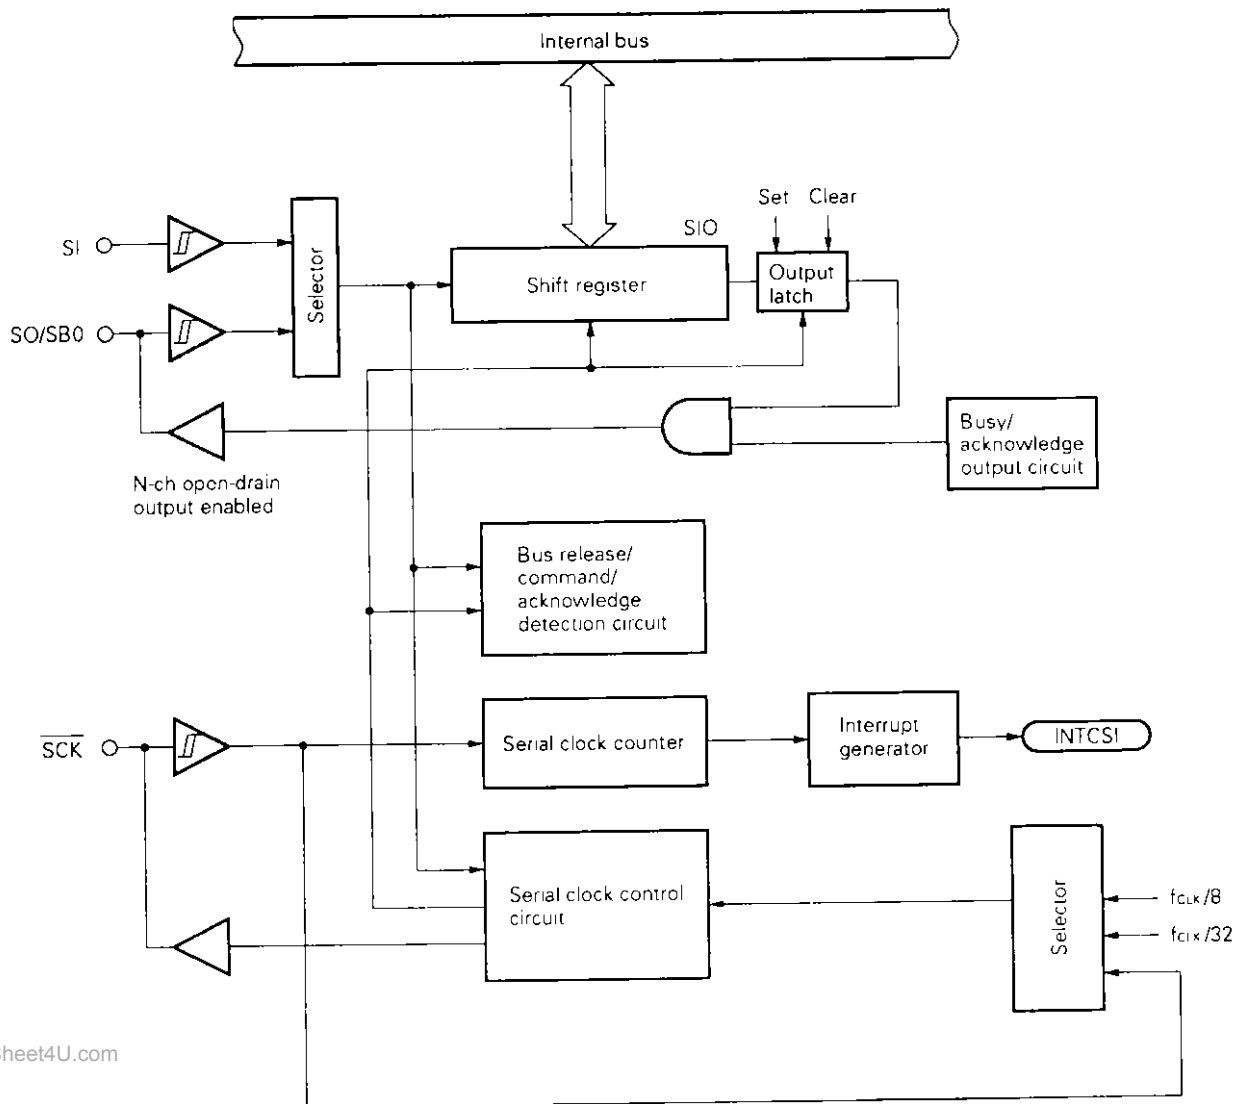 Internal bus
Set Clear
SIO
SI
Selector
Shift register
Output
latch
SO/SB0
Busy/
acknowledge
output circuit
N-ch open-drain
output enabled
Bus release/
command/
acknowledge
detection circuit
SCK
Serial clock counter
Interrupt
generator
INTCSI
Serial clock control
circuit
Selector
fCLK/8
fCLK/32
Sheet4U.com